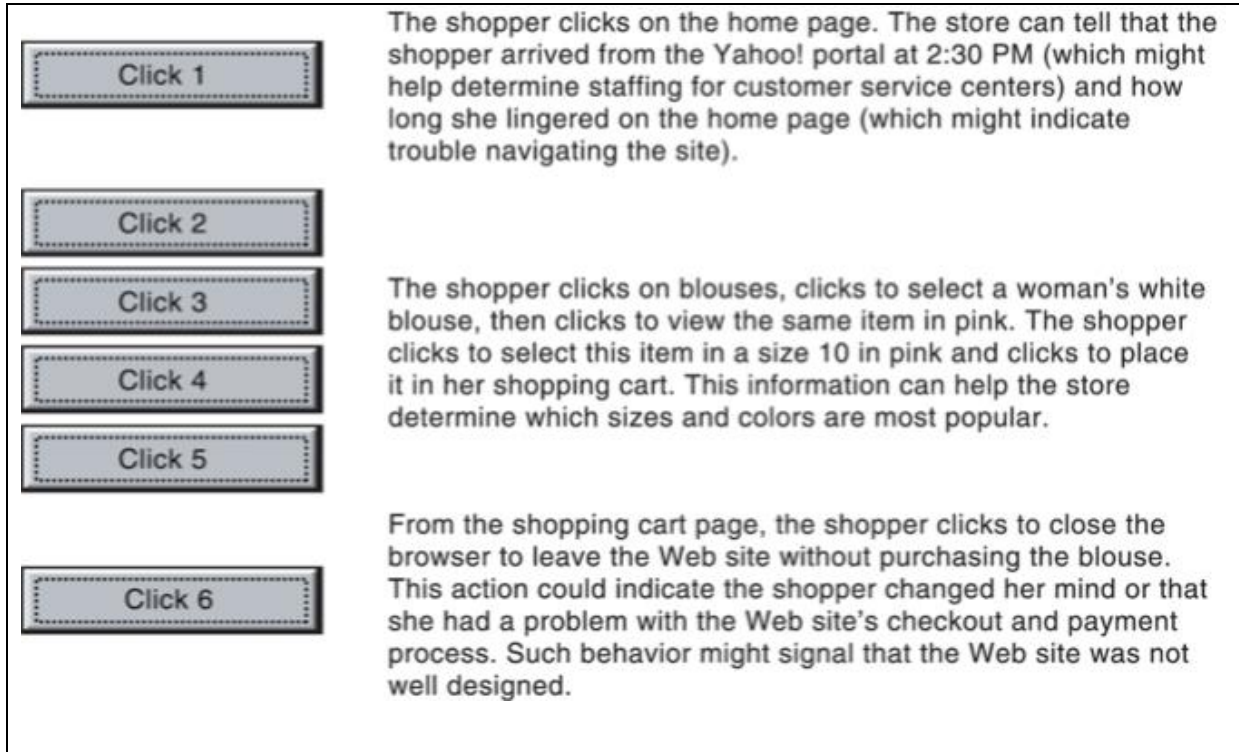 Click 1
The shopper clicks on the home page. The store can tell that the
shopper arrived from the Yahoo! portal at 2:30 PM (which might
help determine staffing for customer service centers) and how
long she lingered on the home page (which might indicate
trouble navigating the site).
Click 2
Click 3
Click 4
Click 5
The shopper clicks on blouses, clicks to select a woman's white
blouse, then clicks to view the same item in pink. The shopper
clicks to select this item in a size 10 in pink and clicks to place
it in her shopping cart. This information can help the store
determine which sizes and colors are most popular.
Click 6
From the shopping cart page, the shopper clicks to close the
browser to leave the Web site without purchasing the blouse.
This action could indicate the shopper changed her mind or that
she had a problem with the Web site's checkout and payment
process. Such behavior might signal that the Web site was not
well designed.